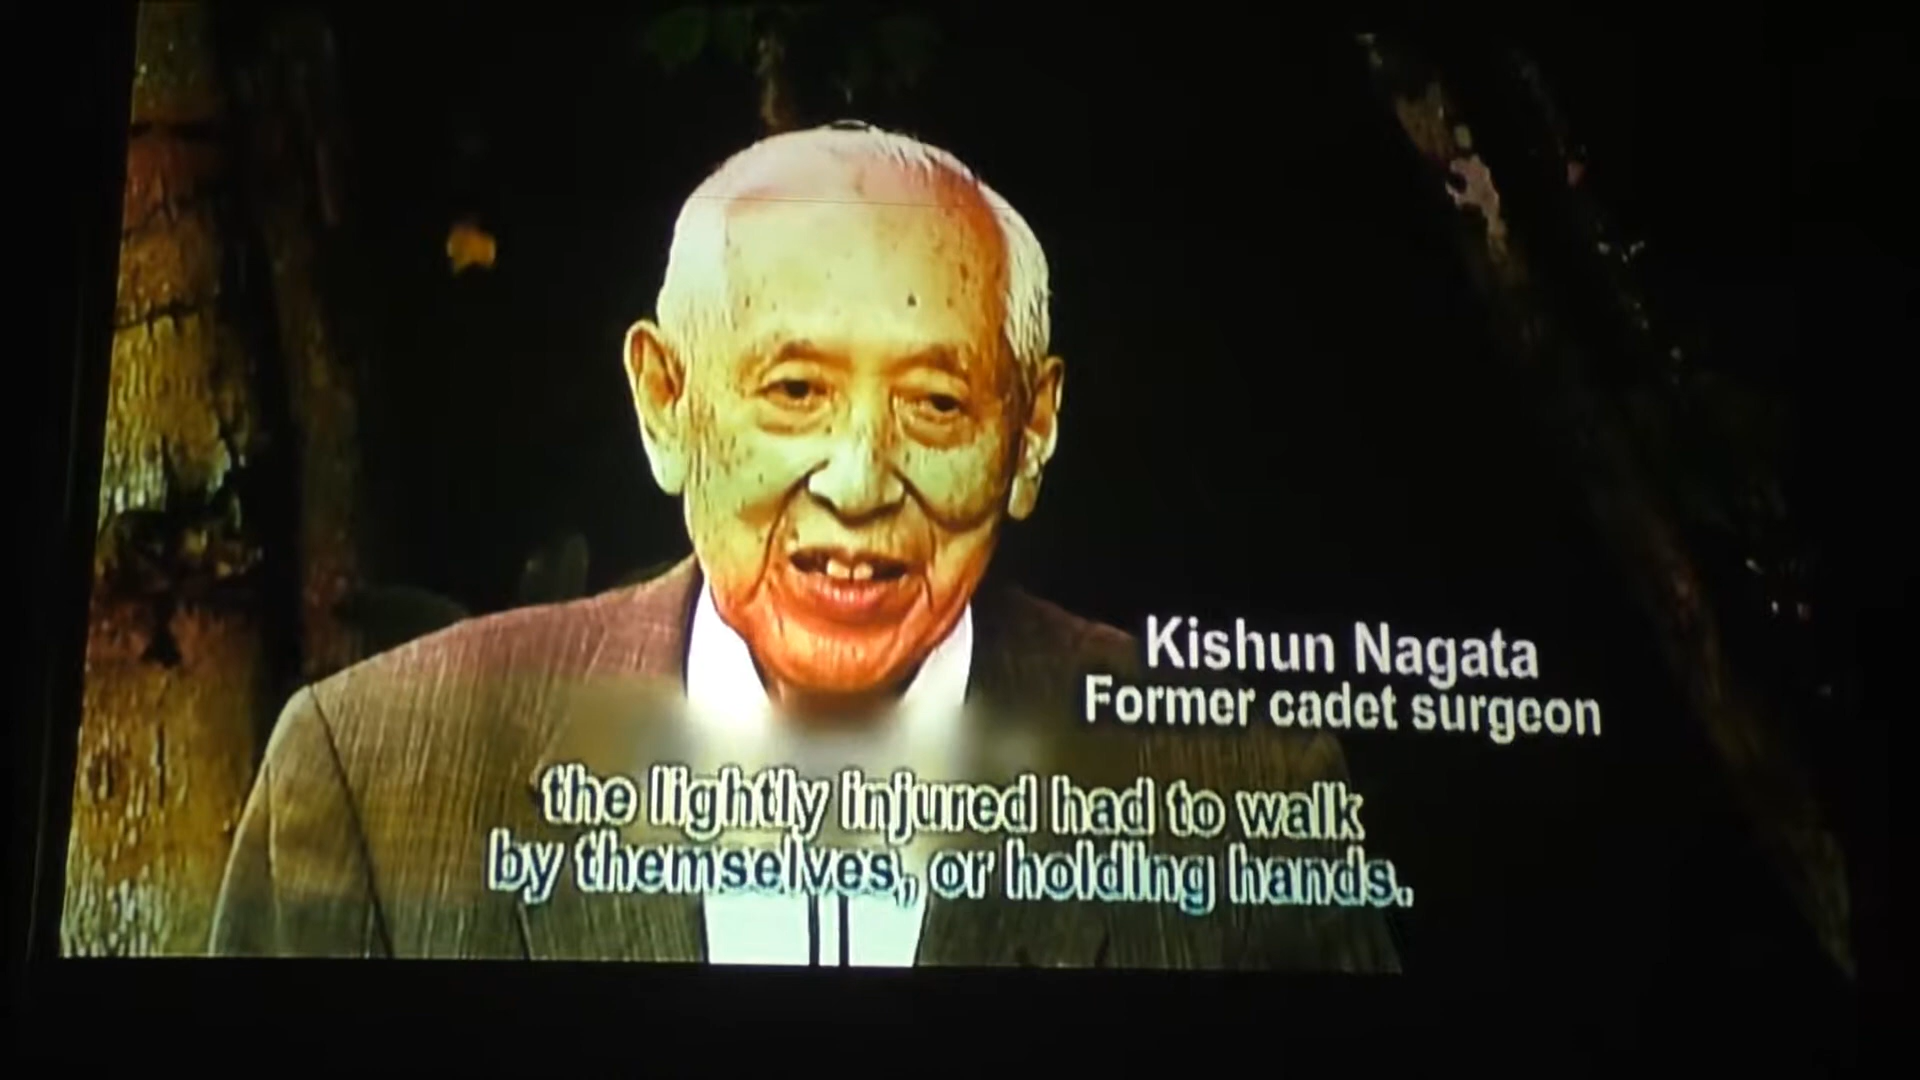 Kishun Nagata
Former cadet surgeon
the lightly injured had to walk
by themselves, or holding hands.